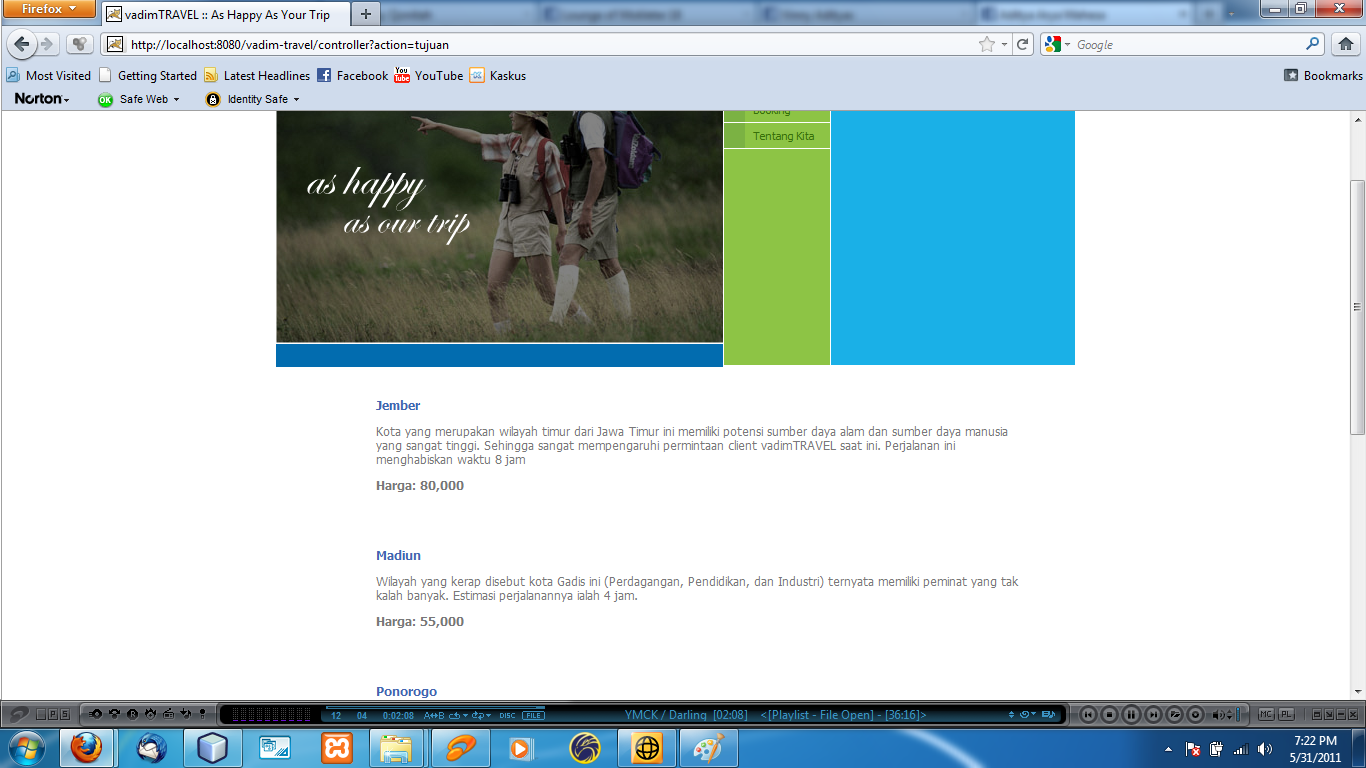 Firefox
vadimTRAVEL :: As Happy As Your Trip
http://localhost:8080/vadim-travel/controller?action=tujuan
Google
Most Visited
Getting Started
Latest Headlines
Facebook
YouTube
Kaskus
Bookmarks
Norton
OK
Safe Web
Identity Safe
Booking
Tentang Kita
as happy
as our trip
Jember
Kota yang merupakan wilayah timur dari Jawa Timur ini memiliki potensi sumber daya alam dan sumber daya manusia
yang sangat tinggi. Sehingga sangat mempengaruhi permintaan client vadimTRAVEL saat ini. Perjalanan ini
menghabiskan waktu 8 jam
Harga: 80,000
Madiun
Wilayah yang kerap disebut kota Gadis ini (Perdagangan, Pendidikan, dan Industri) ternyata memiliki peminat yang tak
kalah banyak. Estimasi perjalanannya ialah 4 jam.
Harga: 55,000
Ponorogo
P S
12 04 0:02:08 A↔B DISC FILE
YMCK / Darling [02:08] <[Playlist - File Open] - [36:16]>
MC PL
7:22 PM
5/31/2011